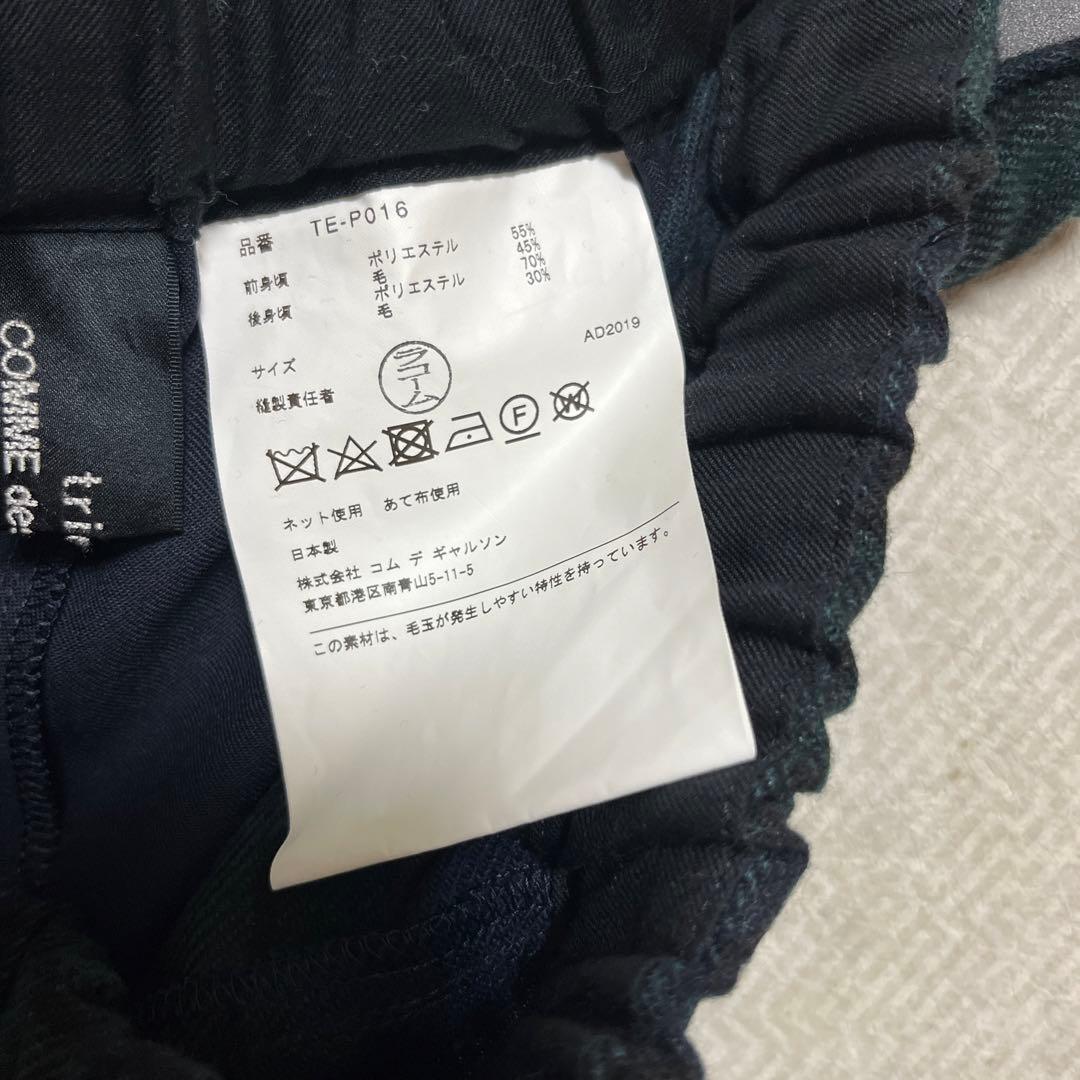 品番 TE-P016
前身頃 ポリエステル 55%
毛 45%
後身頃 ポリエステル 70%
毛 30%
サイズ
AD2019
縫製責任者 ラコーム
F W
ネット使用 あて布使用
日本製
株式会社 コム デ ギャルソン
東京都港区南青山5-11-5
この素材は、毛玉が発生しやすい特性を持っています。
tri
COMME de